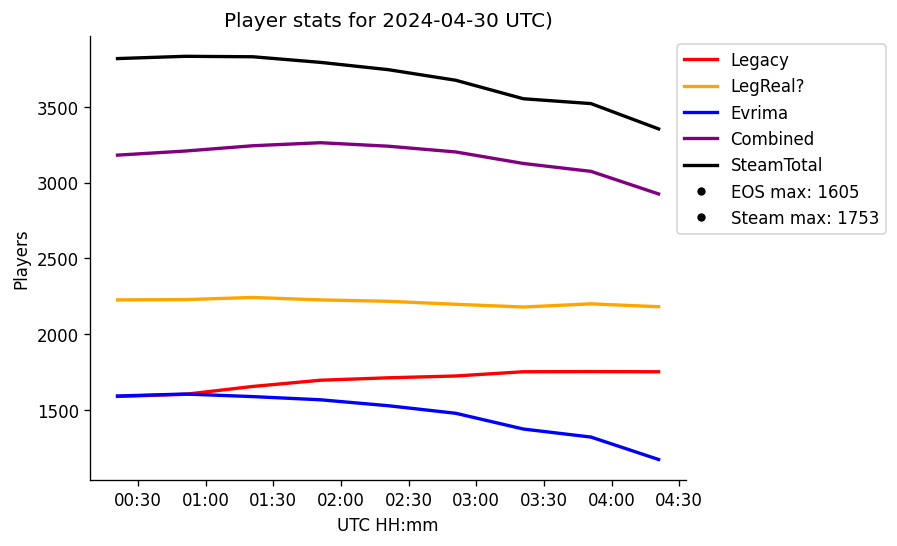 Player stats for 2024-04-30 UTC)
Legacy
LegReal?
Evrima
Combined
SteamTotal
EOS max: 1605
Steam max: 1753
Players
3500
3000
2500
2000
1500
00:30 01:00 01:30 02:00 02:30 03:00 03:30 04:00 04:30
UTC HH:mm